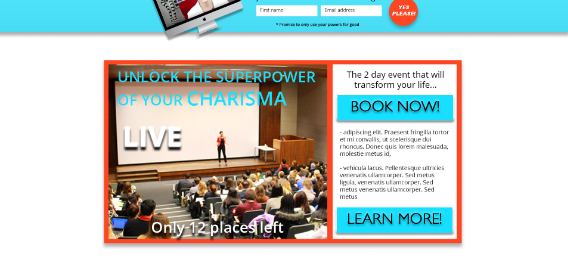 First name
Email address
YES
PLEASE!
* Promise to only use your powers for good
UNLOCK THE SUPERPOWER
OF YOUR CHARISMA
LIVE
Only 12 places left
The 2 day event that will
transform your life...
BOOK NOW!
- adipiscing elit. Praesent fringilla tortor
et mi convallis, ut scelerisque dui
rhoncus. Donec quis lorem malesuada,
molestie metus id,
- vehicula lacus. Pellentesque ultricies
venenatis ullamcorper. Sed metus
ligula, venenatis ullamcorper. Sed
metus venenatis ullamcorper. Sed
metus
LEARN MORE!